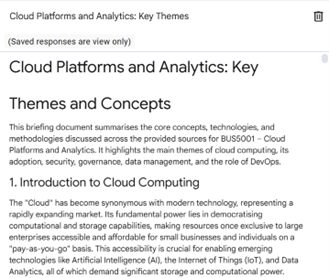 Cloud Platforms and Analytics: Key Themes
(Saved responses are view only)
Cloud Platforms and Analytics: Key
Themes and Concepts
This briefing document summarises the core concepts, technologies, and
methodologies discussed across the provided sources for BUS5001 – Cloud
Platforms and Analytics. It highlights the main themes of cloud computing, its
adoption, security, governance, data management, and the role of DevOps.
1. Introduction to Cloud Computing
The "Cloud" has become synonymous with modern technology, representing a
rapidly expanding market. Its fundamental power lies in democratising
computational and storage capabilities, making resources once exclusive to large
enterprises accessible and affordable for small businesses and individuals on a
"pay-as-you-go" basis. This accessibility is crucial for enabling emerging
technologies like Artificial Intelligence (AI), the Internet of Things (IoT), and Data
Analytics, all of which demand significant storage and computational power.